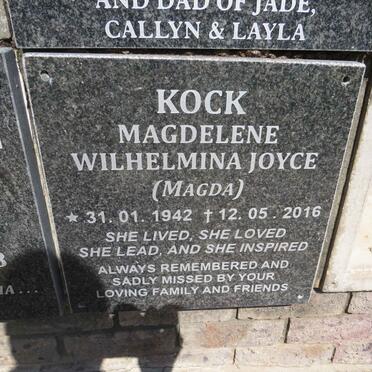 AND DAD OF JADE,
CALLYN & LAYLA
KOCK
MAGDELENE
WILHELMINA JOYCE
(MAGDA)
★ 31. 01. 1942 † 12. 05. 2016
SHE LIVED, SHE LOVED
SHE LEAD, AND SHE INSPIRED
ALWAYS REMEMBERED AND
SADLY MISSED BY YOUR
LOVING FAMILY AND FRIENDS